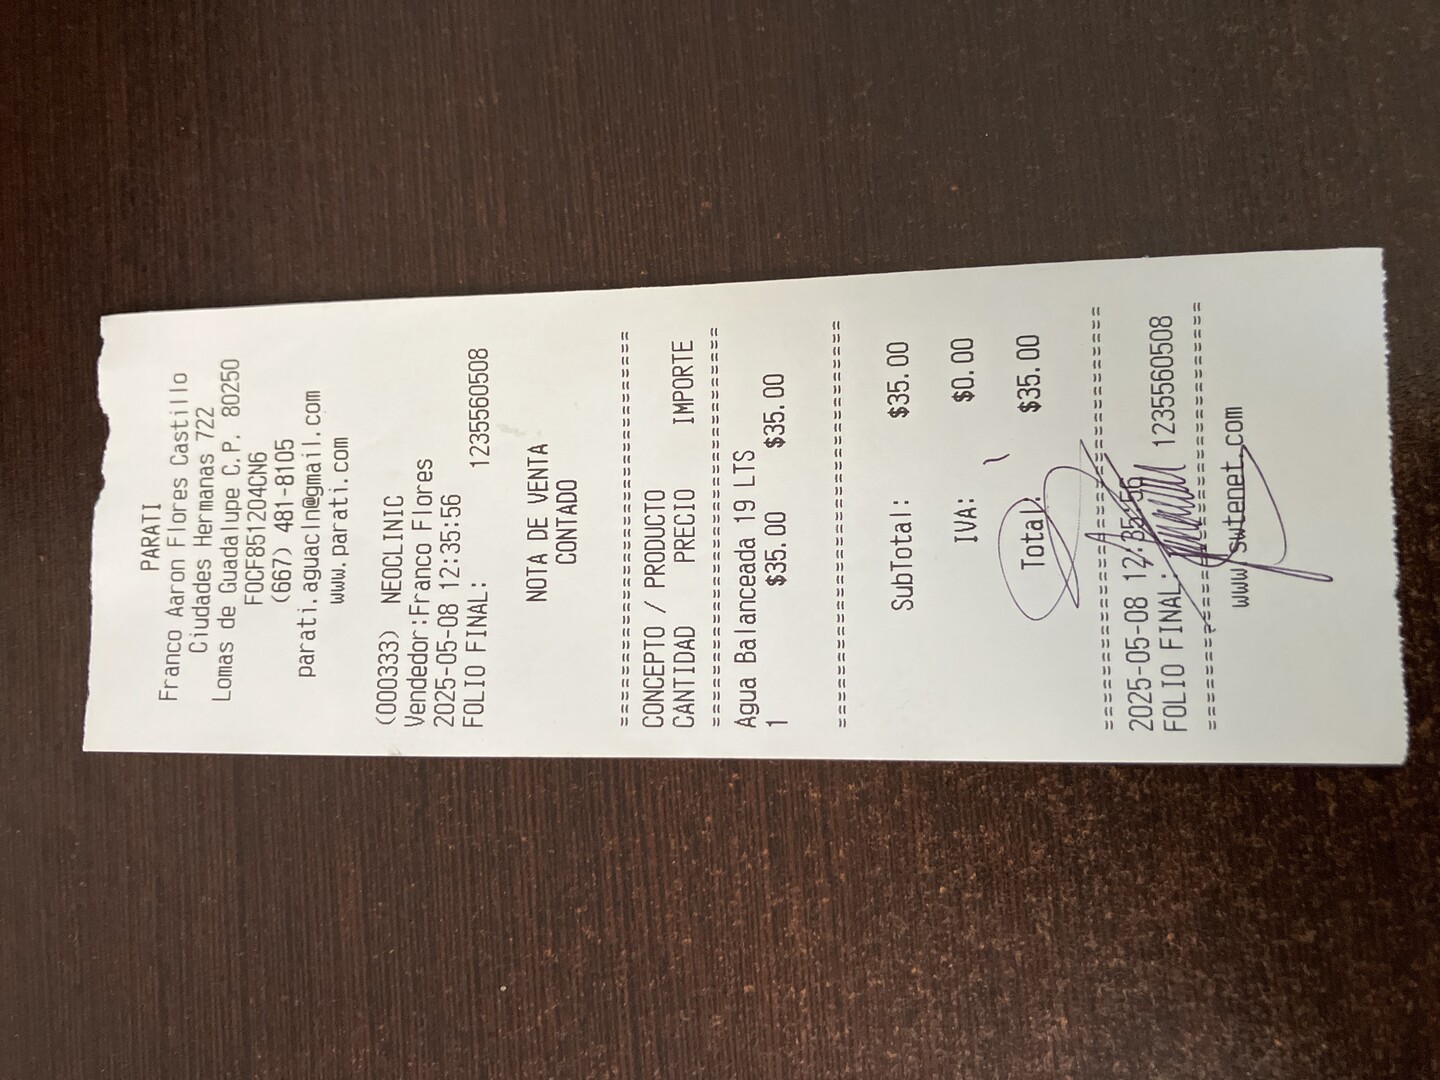 PARATI
Franco Aaron Flores Castillo
Ciudades Hermanas 722
Lomas de Guadalupe C.P. 80250
FOCF851204CN6
(667) 481-8105
parati.aguacln@gmail.com
www.parati.com
(000333) NEOCLINIC
Vendedor:Franco Flores
2025-05-08 12:35:56
FOLIO FINAL: 1235560508
NOTA DE VENTA
CONTADO
================================
CONCEPTO / PRODUCTO
CANTIDAD PRECIO IMPORTE
================================
Agua Balanceada 19 LTS
1 $35.00 $35.00
================================
SubTotal: $35.00
IVA: $0.00
Total: $35.00
================================
2025-05-08 12:35:56
FOLIO FINAL: 1235560508
================================
www.swtenet.com